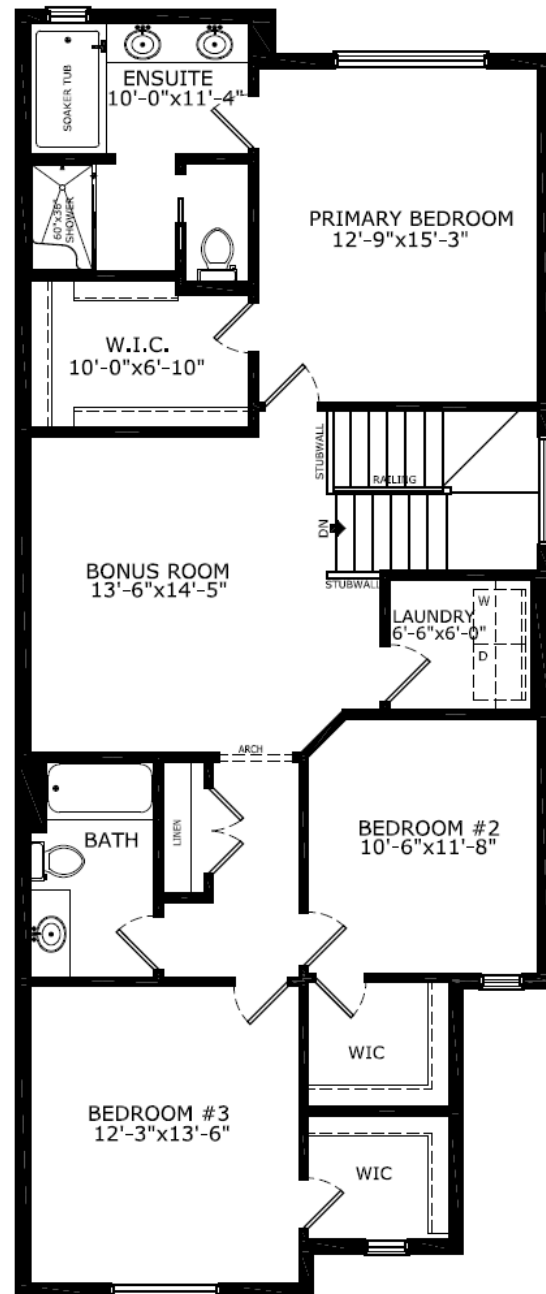 ENSUITE
10'-0"x11'-4"
SOAKER TUB
60"x36"
SHOWER
PRIMARY BEDROOM
12'-9"x15'-3"
W.I.C.
10'-0"x6'-10"
STUBWALL
RAILING
DN
STUBWALL
BONUS ROOM
13'-6"x14'-5"
LAUNDRY
6'-6"x6'-0"
W
D
ARCH
BATH
LINEN
BEDROOM #2
10'-6"x11'-8"
WIC
BEDROOM #3
12'-3"x13'-6"
WIC